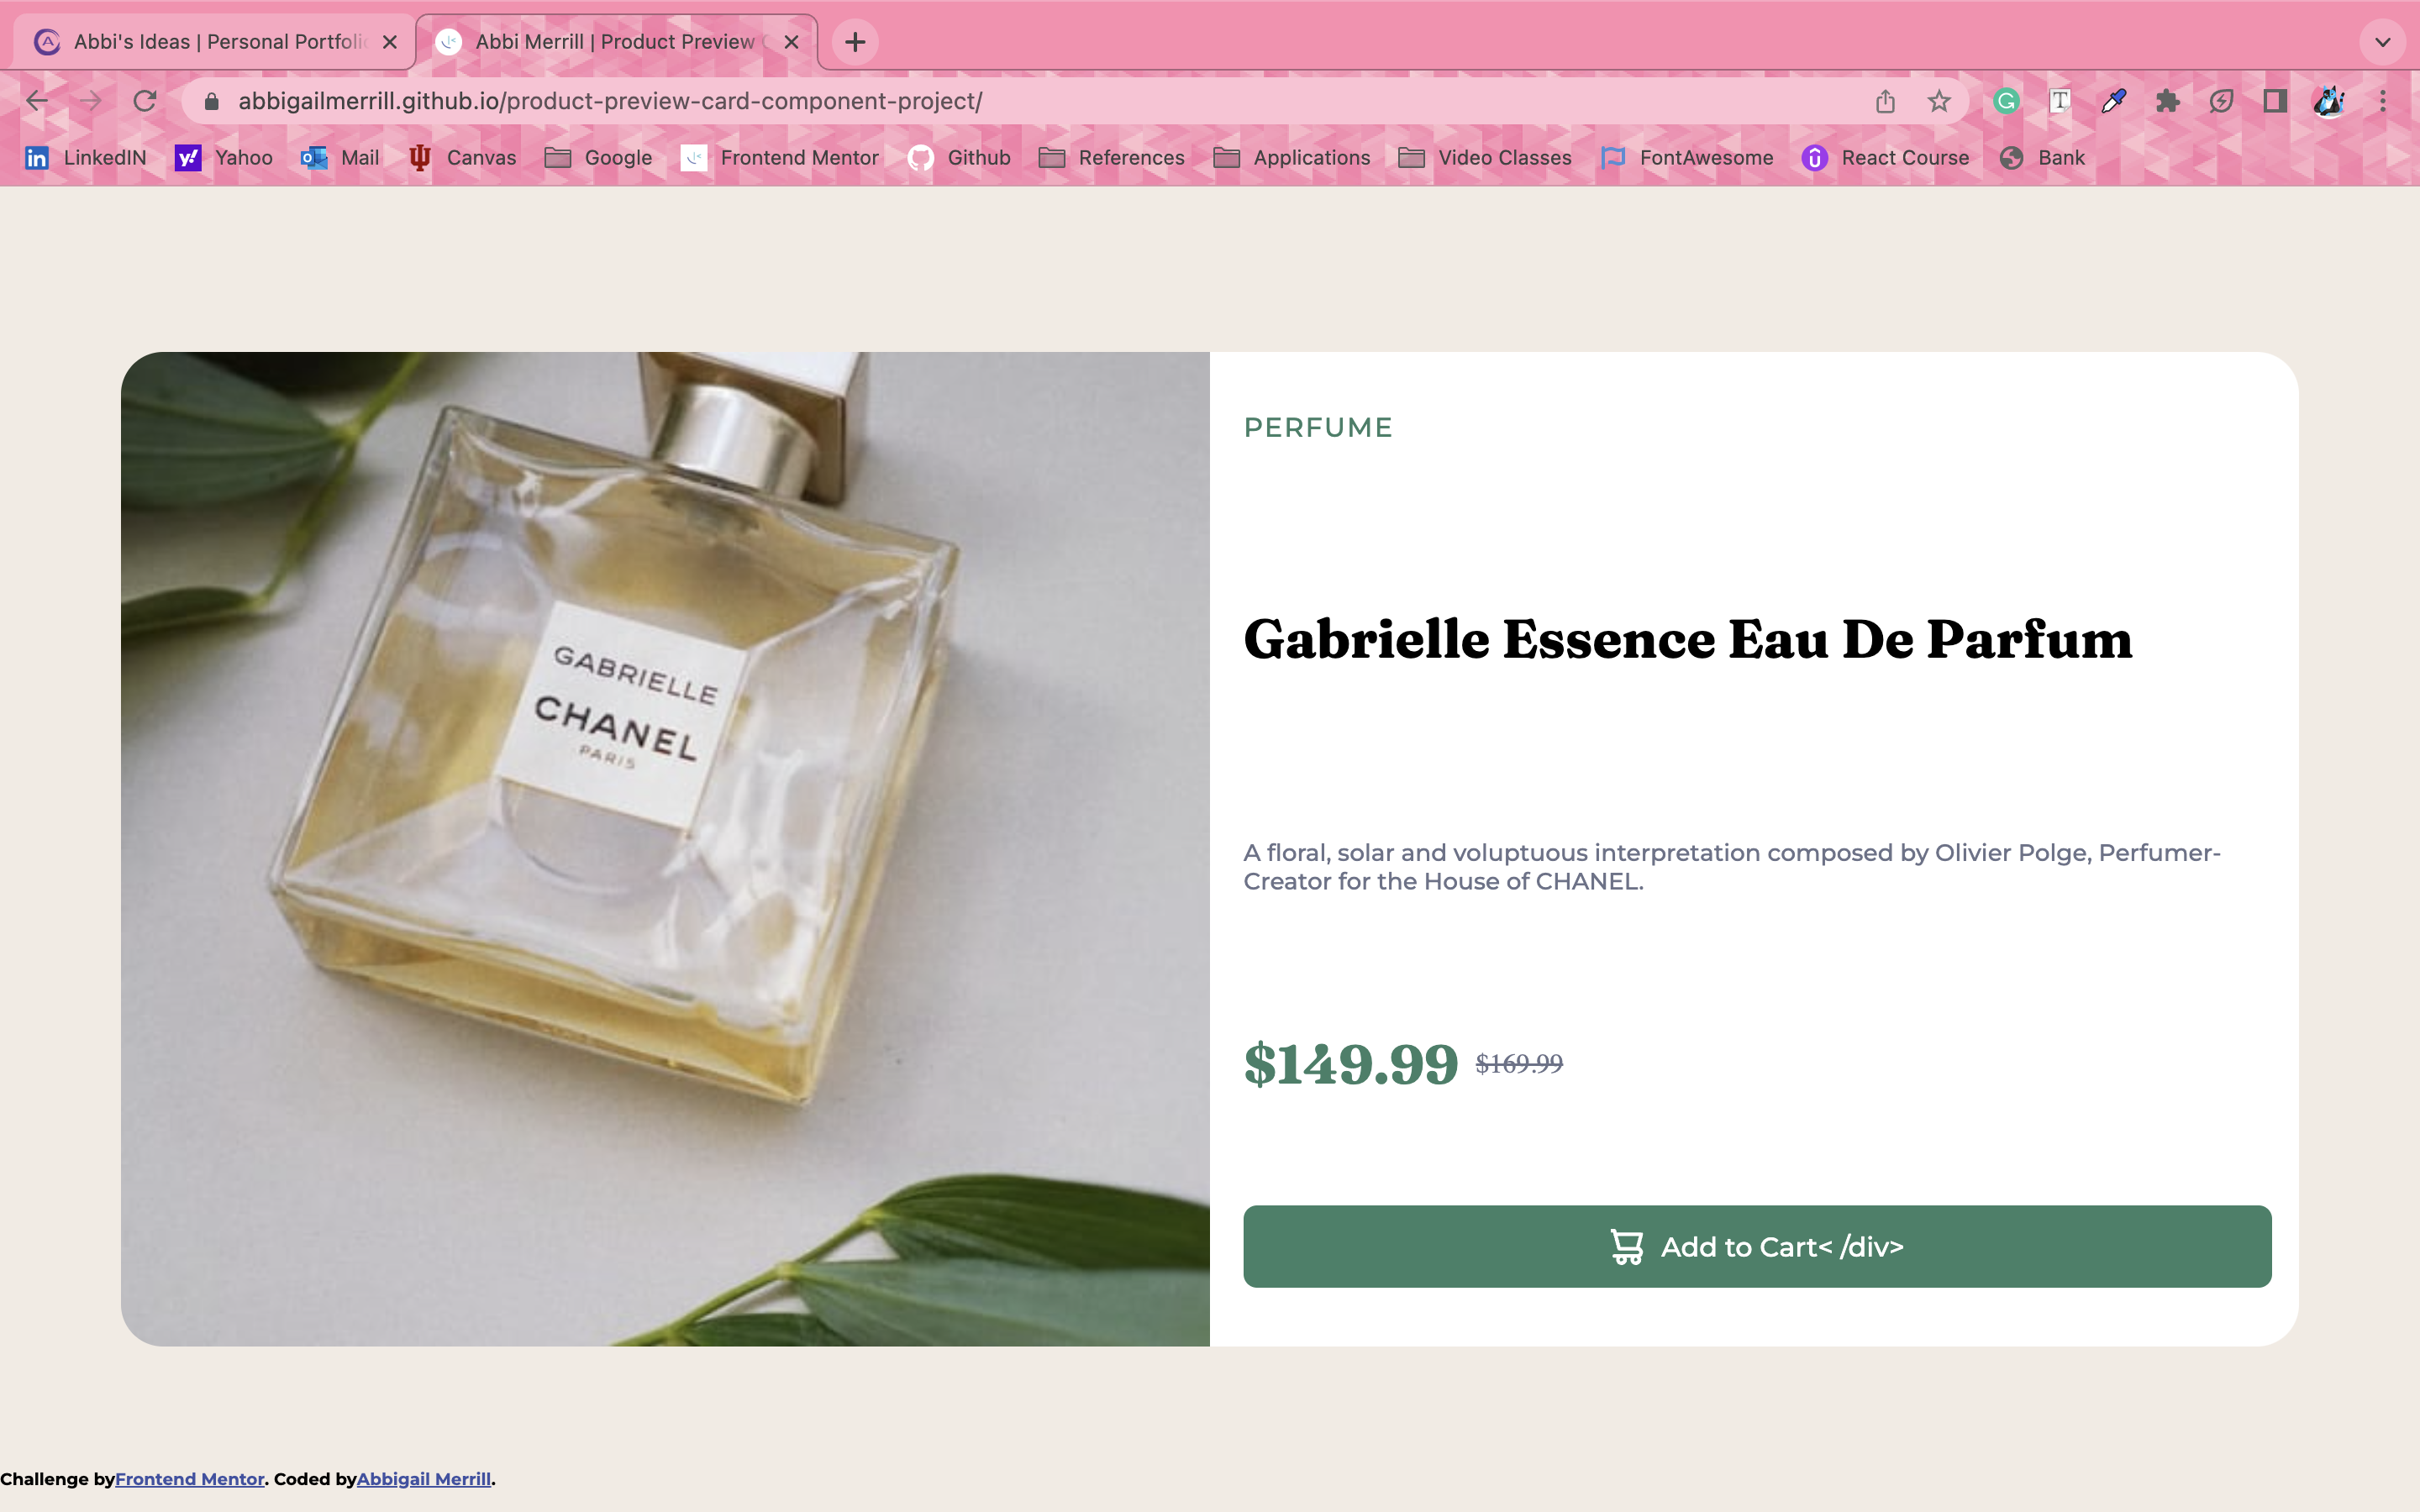 Abbi's Ideas | Personal Portfolio
Abbi Merrill | Product Preview
abbigailmerrill.github.io/product-preview-card-component-project/
LinkedIN Yahoo Mail Canvas Google Frontend Mentor Github References Applications Video Classes FontAwesome React Course Bank
GABRIELLE
CHANEL
PARIS
PERFUME
Gabrielle Essence Eau De Parfum
A floral, solar and voluptuous interpretation composed by Olivier Polge, Perfumer-
Creator for the House of CHANEL.
$149.99 $169.99
Add to Cart< /div>
Challenge byFrontend Mentor. Coded byAbbigail Merrill.